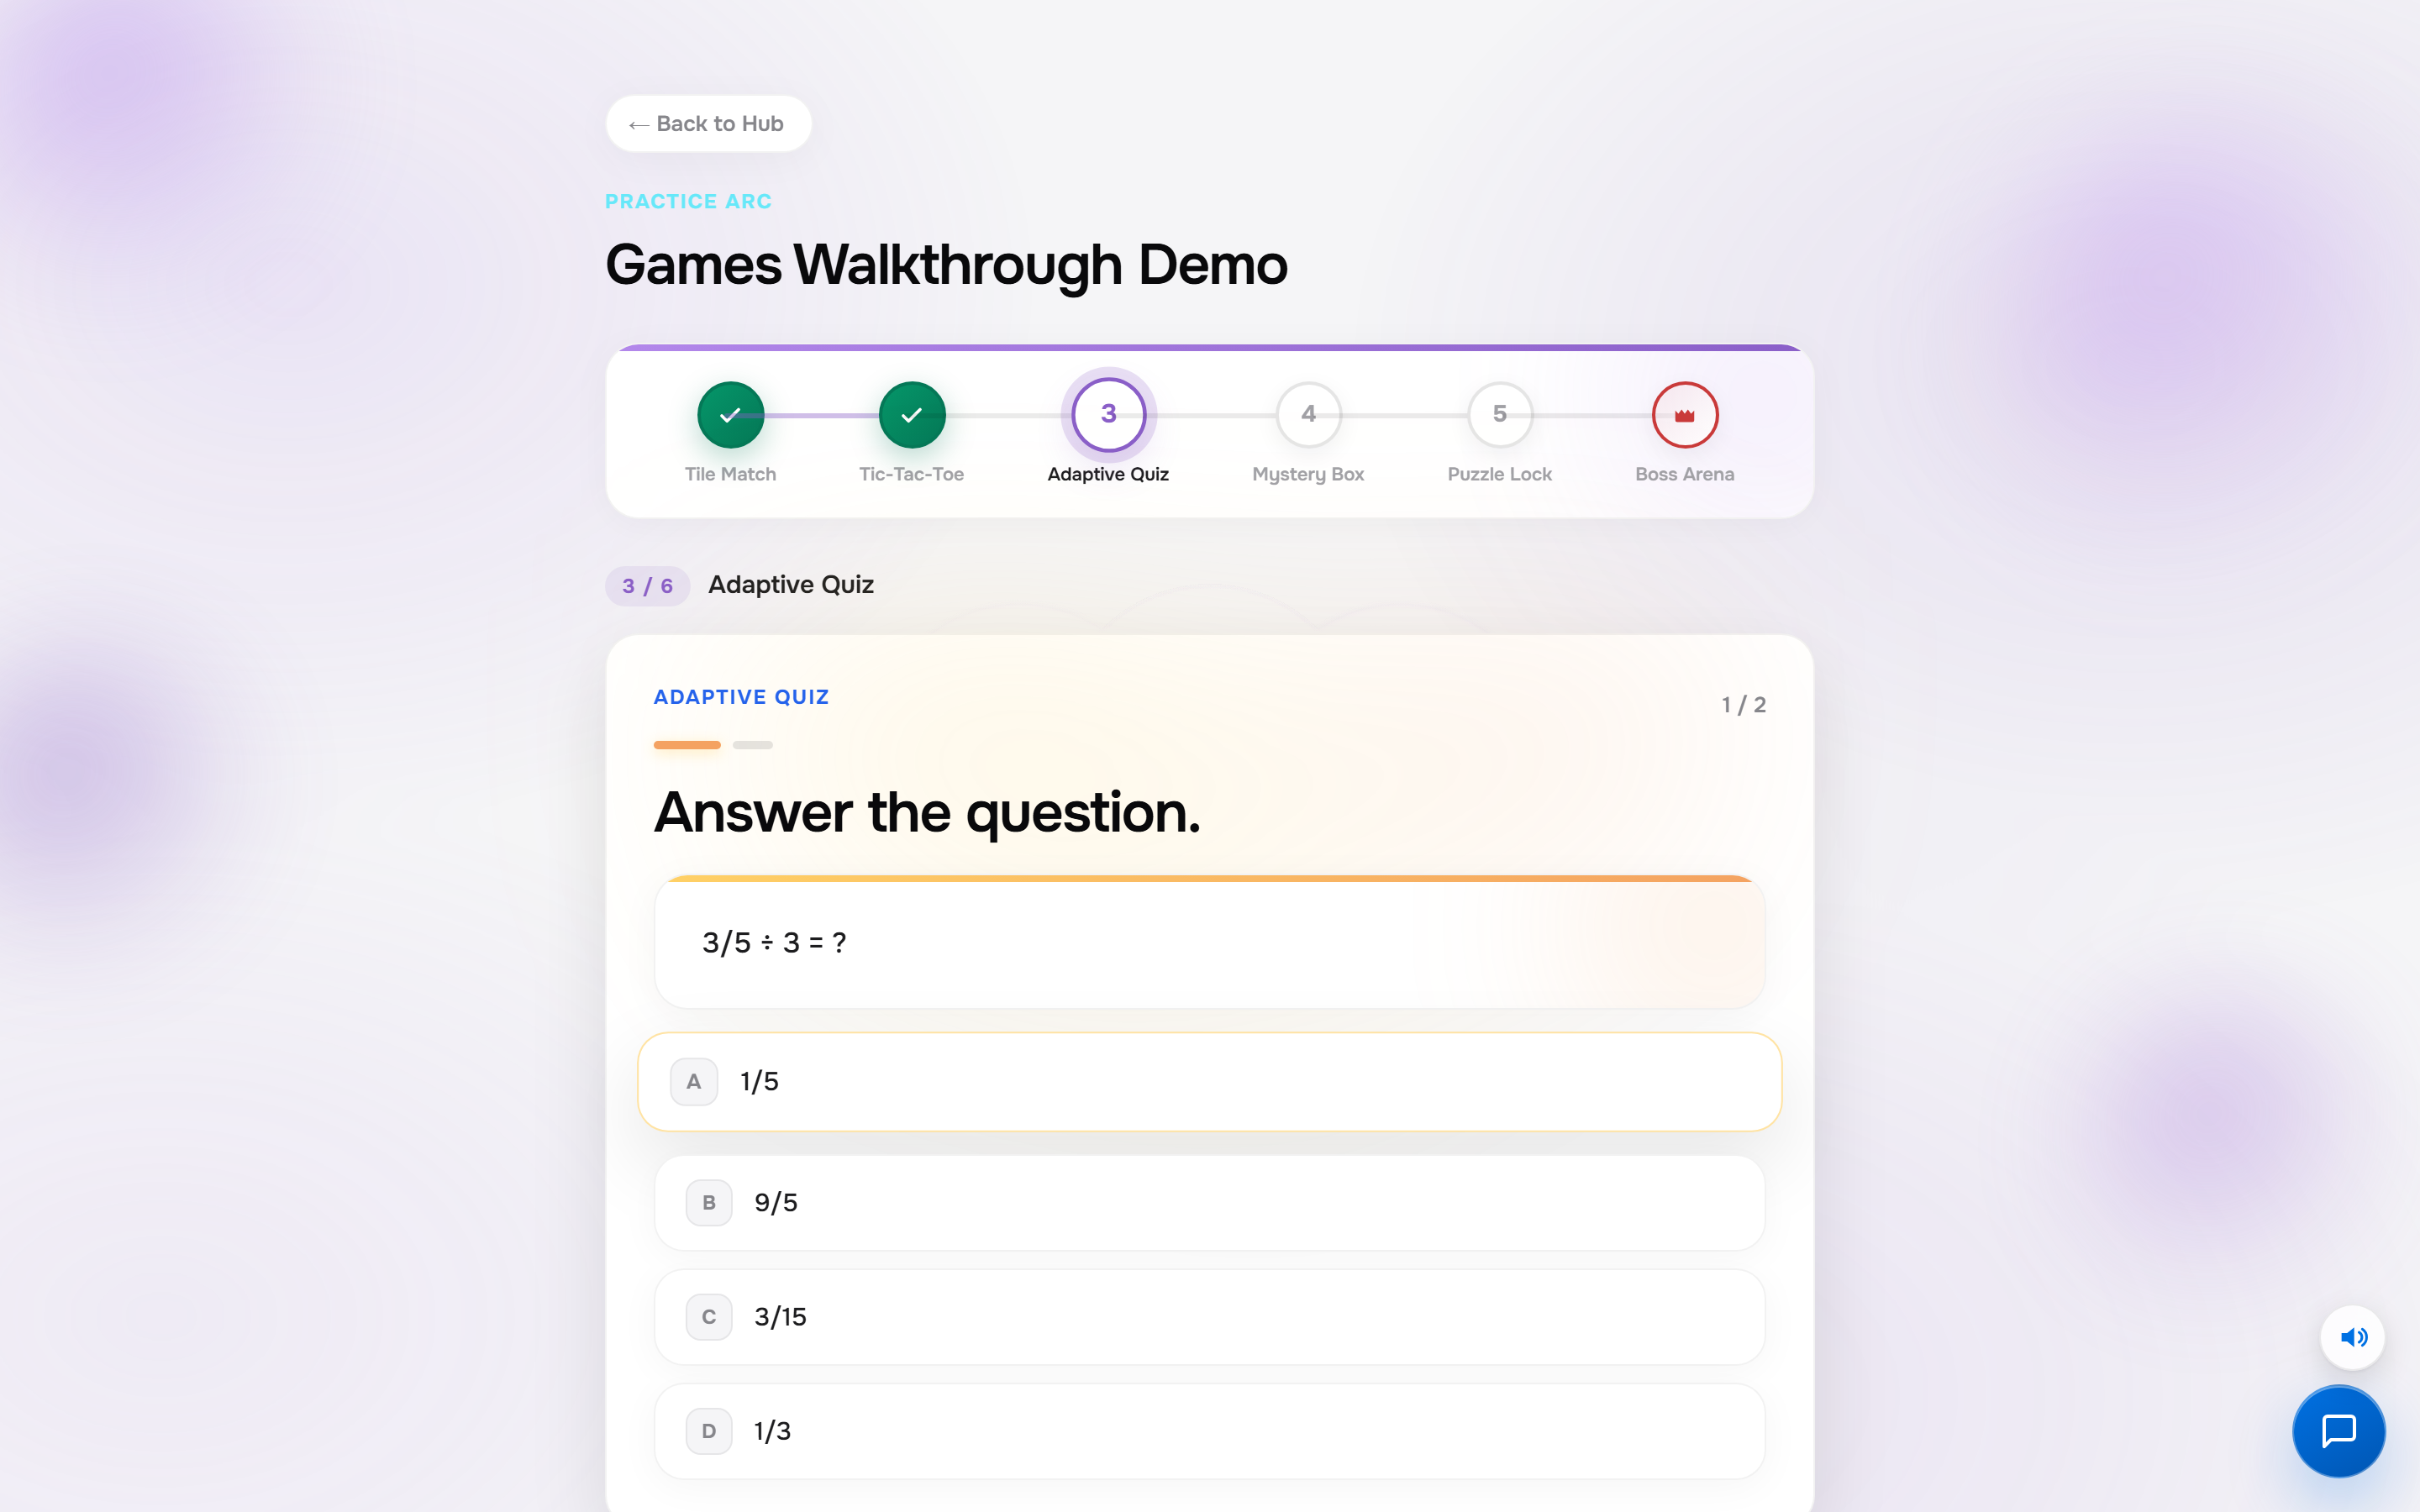 ← Back to Hub
PRACTICE ARC
Games Walkthrough Demo
3 4 5
Tile Match Tic-Tac-Toe Adaptive Quiz Mystery Box Puzzle Lock Boss Arena
3 / 6 Adaptive Quiz
ADAPTIVE QUIZ 1 / 2
Answer the question.
3/5 ÷ 3 = ?
A 1/5
B 9/5
C 3/15
D 1/3